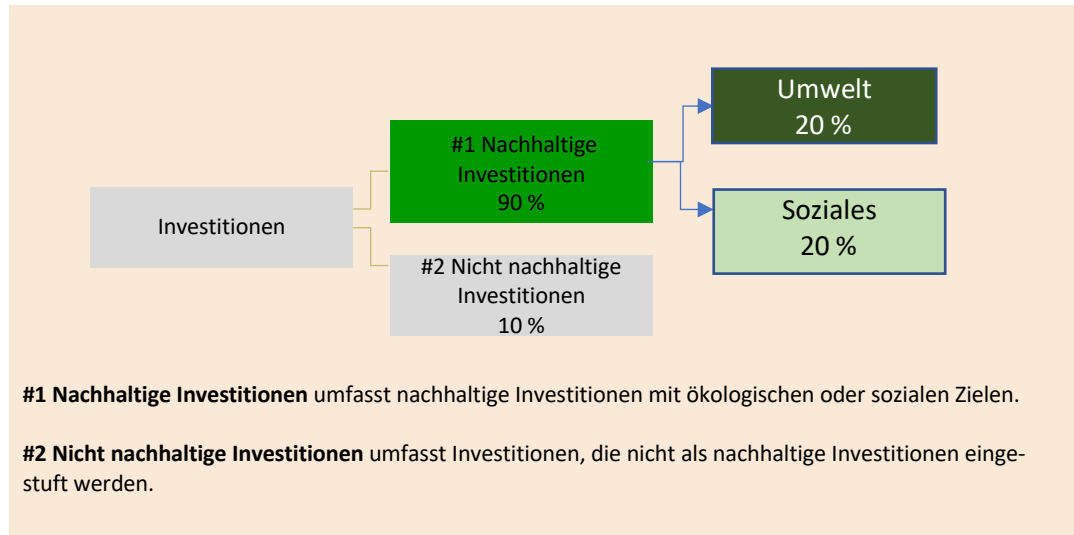 Umwelt
20 %
#1 Nachhaltige
Investitionen
90 %
Soziales
20 %
Investitionen
#2 Nicht nachhaltige
Investitionen
10 %
#1 Nachhaltige Investitionen umfasst nachhaltige Investitionen mit ökologischen oder sozialen Zielen.
#2 Nicht nachhaltige Investitionen umfasst Investitionen, die nicht als nachhaltige Investitionen einge-
stuft werden.